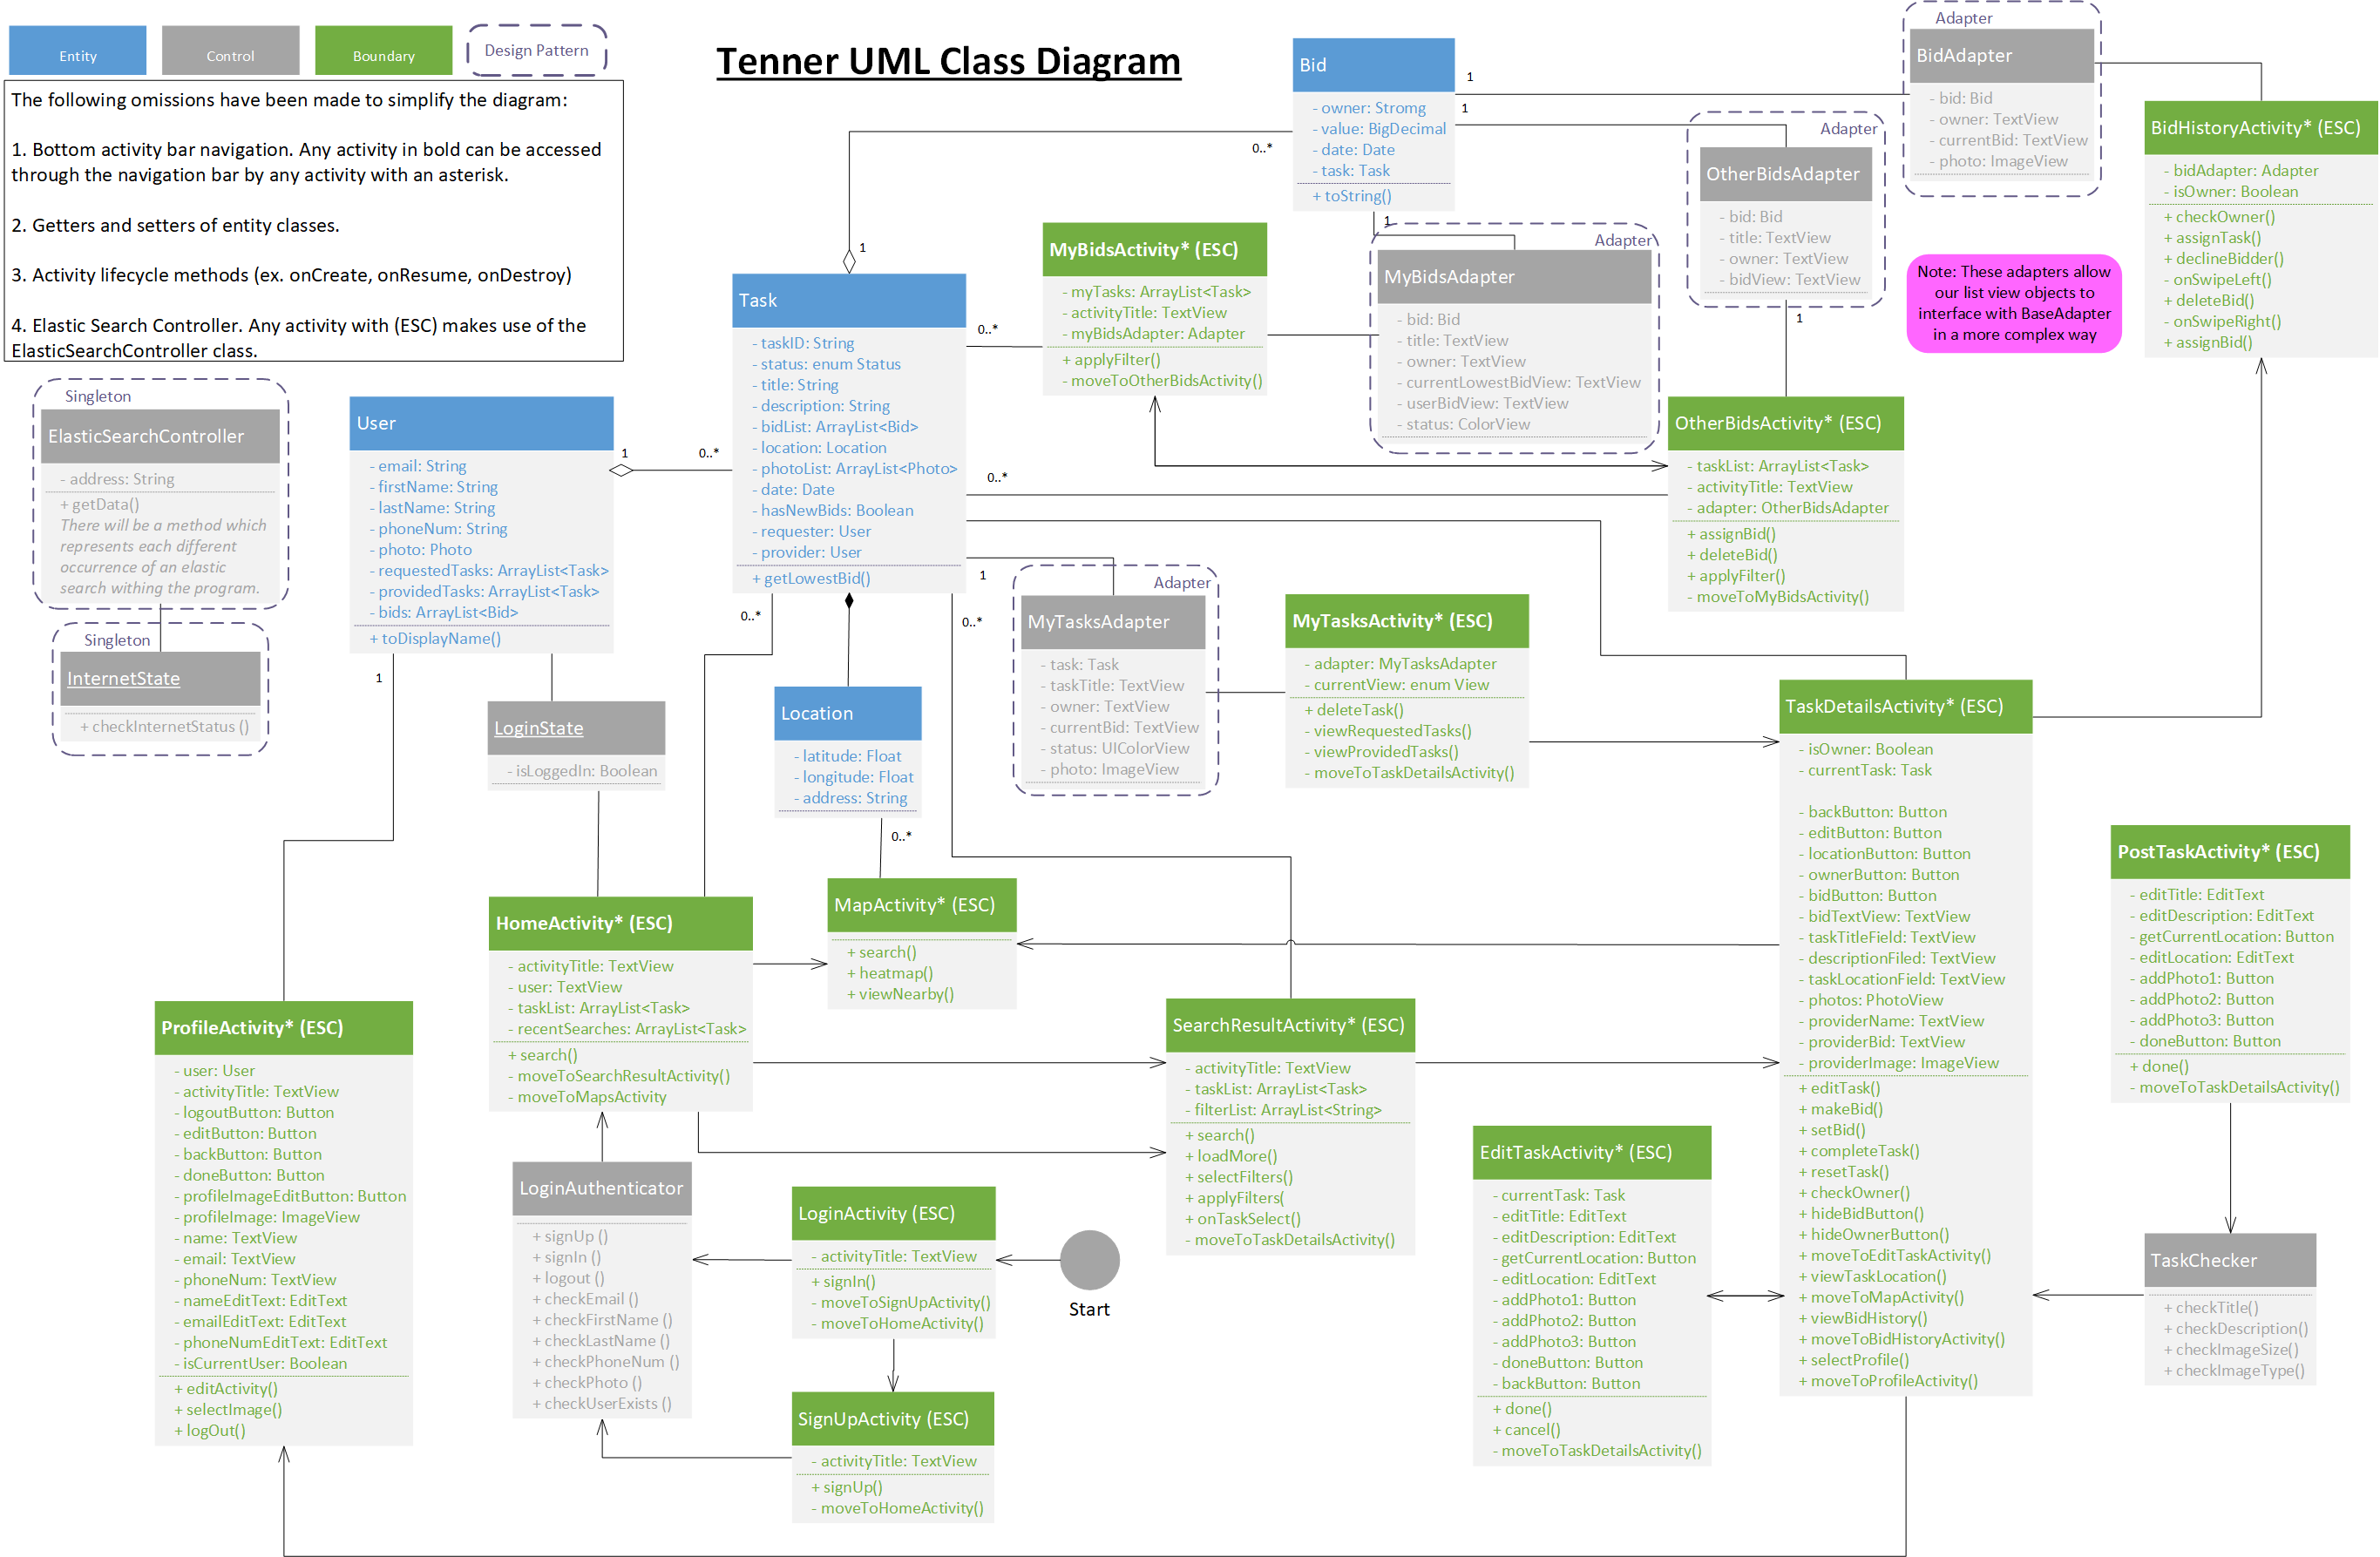 Entity
Control
Boundary
Design Pattern
Tenner UML Class Diagram
The following omissions have been made to simplify the diagram:
1. Bottom activity bar navigation. Any activity in bold can be accessed
through the navigation bar by any activity with an asterisk.
2. Getters and setters of entity classes.
3. Activity lifecycle methods (ex. onCreate, onResume, onDestroy)
4. Elastic Search Controller. Any activity with (ESC) makes use of the
ElasticSearchController class.
Bid
- owner: Stromg
- value: BigDecimal
- date: Date
- task: Task
+ toString()
1
1
0..*
1
Adapter
BidAdapter
- bid: Bid
- owner: TextView
- currentBid: TextView
- photo: ImageView
Adapter
OtherBidsAdapter
- bid: Bid
- title: TextView
- owner: TextView
- bidView: TextView
1
BidHistoryActivity* (ESC)
- bidAdapter: Adapter
- isOwner: Boolean
+ checkOwner()
+ assignTask()
+ declineBidder()
- onSwipeLeft()
+ deleteBid()
- onSwipeRight()
+ assignBid()
Note: These adapters allow
our list view objects to
interface with BaseAdapter
in a more complex way
MyBidsActivity* (ESC)
- myTasks: ArrayList<Task>
- activityTitle: TextView
- myBidsAdapter: Adapter
+ applyFilter()
- moveToOtherBidsActivity()
Adapter
MyBidsAdapter
- bid: Bid
- title: TextView
- owner: TextView
- currentLowestBidView: TextView
- userBidView: TextView
- status: ColorView
1
Task
- taskID: String
- status: enum Status
- title: String
- description: String
- bidList: ArrayList<Bid>
- location: Location
- photoList: ArrayList<Photo>
- date: Date
- hasNewBids: Boolean
- requester: User
- provider: User
+ getLowestBid()
0..*
0..*
1
0..*
0..*
Singleton
ElasticSearchController
- address: String
+ getData()
There will be a method which
represents each different
occurrence of an elastic
search withing the program.
Singleton
InternetState
+ checkInternetStatus ()
User
- email: String
- firstName: String
- lastName: String
- phoneNum: String
- photo: Photo
- requestedTasks: ArrayList<Task>
- providedTasks: ArrayList<Task>
- bids: ArrayList<Bid>
+ toDisplayName()
1
0..*
1
OtherBidsActivity* (ESC)
- taskList: ArrayList<Task>
- activityTitle: TextView
- adapter: OtherBidsAdapter
+ assignBid()
+ deleteBid()
+ applyFilter()
- moveToMyBidsActivity()
Adapter
MyTasksAdapter
- task: Task
- taskTitle: TextView
- owner: TextView
- currentBid: TextView
- status: UIColorView
- photo: ImageView
MyTasksActivity* (ESC)
- adapter: MyTasksAdapter
- currentView: enum View
+ deleteTask()
- viewRequestedTasks()
- viewProvidedTasks()
- moveToTaskDetailsActivity()
LoginState
- isLoggedIn: Boolean
Location
- latitude: Float
- longitude: Float
- address: String
0..*
TaskDetailsActivity* (ESC)
- isOwner: Boolean
- currentTask: Task
- backButton: Button
- editButton: Button
- locationButton: Button
- ownerButton: Button
- bidButton: Button
- bidTextView: TextView
- taskTitleField: TextView
- descriptionFiled: TextView
- taskLocationField: TextView
- photos: PhotoView
- providerName: TextView
- providerBid: TextView
- providerImage: ImageView
+ editTask()
+ makeBid()
+ setBid()
+ completeTask()
+ resetTask()
+ checkOwner()
+ hideBidButton()
+ hideOwnerButton()
+ moveToEditTaskActivity()
+ viewTaskLocation()
+ moveToMapActivity()
+ viewBidHistory()
+ moveToBidHistoryActivity()
+ selectProfile()
+ moveToProfileActivity()
PostTaskActivity* (ESC)
- editTitle: EditText
- editDescription: EditText
- getCurrentLocation: Button
- editLocation: EditText
- addPhoto1: Button
- addPhoto2: Button
- addPhoto3: Button
- doneButton: Button
+ done()
- moveToTaskDetailsActivity()
HomeActivity* (ESC)
- activityTitle: TextView
- user: TextView
- taskList: ArrayList<Task>
- recentSearches: ArrayList<Task>
+ search()
- moveToSearchResultActivity()
- moveToMapsActivity
MapActivity* (ESC)
+ search()
+ heatmap()
+ viewNearby()
ProfileActivity* (ESC)
- user: User
- activityTitle: TextView
- logoutButton: Button
- editButton: Button
- backButton: Button
- doneButton: Button
- profileImageEditButton: Button
- profileImage: ImageView
- name: TextView
- email: TextView
- phoneNum: TextView
- nameEditText: EditText
- emailEditText: EditText
- phoneNumEditText: EditText
- isCurrentUser: Boolean
+ editActivity()
+ selectImage()
+ logOut()
SearchResultActivity* (ESC)
- activityTitle: TextView
- taskList: ArrayList<Task>
- filterList: ArrayList<String>
+ search()
+ loadMore()
+ selectFilters()
+ applyFilters(
+ onTaskSelect()
- moveToTaskDetailsActivity()
EditTaskActivity* (ESC)
- currentTask: Task
- editTitle: EditText
- editDescription: EditText
- getCurrentLocation: Button
- editLocation: EditText
- addPhoto1: Button
- addPhoto2: Button
- addPhoto3: Button
- doneButton: Button
- backButton: Button
+ done()
+ cancel()
- moveToTaskDetailsActivity()
LoginAuthenticator
+ signUp ()
+ signIn ()
+ logout ()
+ checkEmail ()
+ checkFirstName ()
+ checkLastName ()
+ checkPhoneNum ()
+ checkPhoto ()
+ checkUserExists ()
LoginActivity (ESC)
- activityTitle: TextView
+ signIn()
- moveToSignUpActivity()
- moveToHomeActivity()
Start
SignUpActivity (ESC)
- activityTitle: TextView
+ signUp()
- moveToHomeActivity()
TaskChecker
+ checkTitle()
+ checkDescription()
+ checkImageSize()
+ checkImageType()